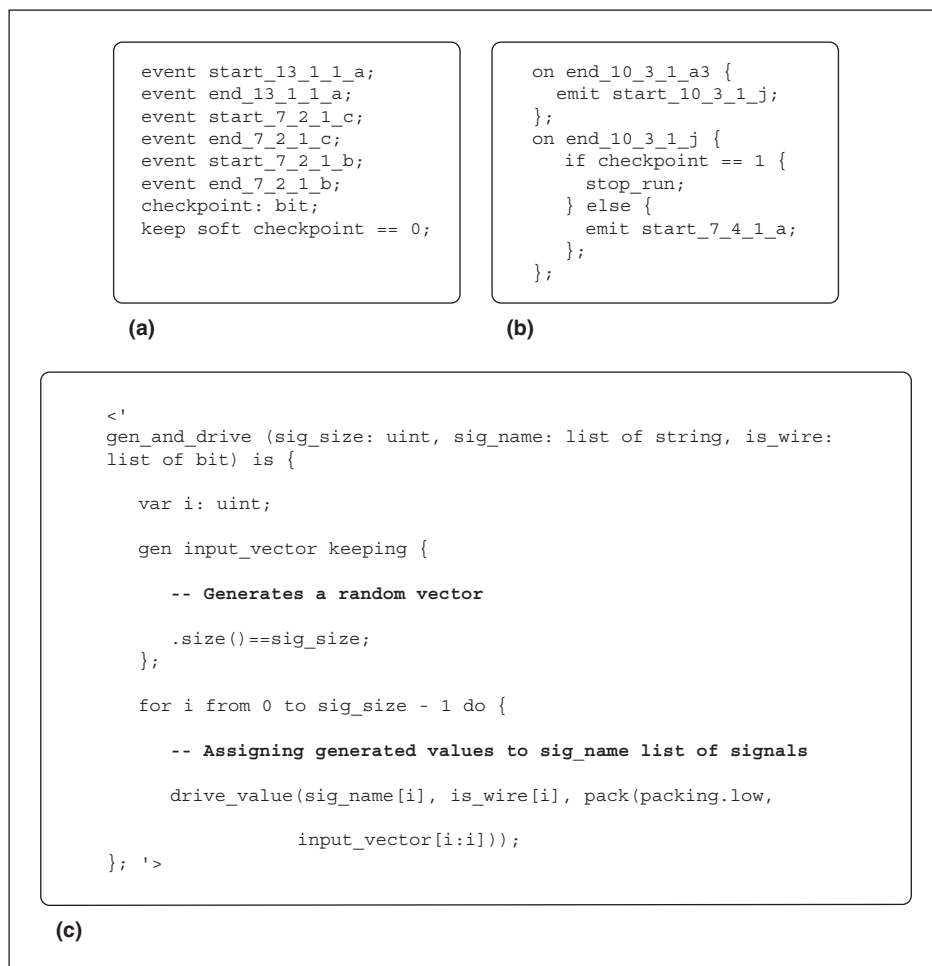 event start_13_1_1_a;
event end_13_1_1_a;
event start_7_2_1_c;
event end_7_2_1_c;
event start_7_2_1_b;
event end_7_2_1_b;
checkpoint: bit;
keep soft checkpoint == 0;
(a)
on end_10_3_1_a3 {
emit start_10_3_1_j;
};
on end_10_3_1_j {
if checkpoint == 1 {
stop_run;
} else {
emit start_7_4_1_a;
};
};
(b)
<'
gen_and_drive (sig_size: uint, sig_name: list of string, is_wire:
list of bit) is {
var i: uint;
gen input_vector keeping {
-- Generates a random vector
.size()==sig_size;
};
for i from 0 to sig_size - 1 do {
-- Assigning generated values to sig_name list of signals
drive_value(sig_name[i], is_wire[i], pack(packing.low,
input_vector[i:i]));
}; '>
(c)